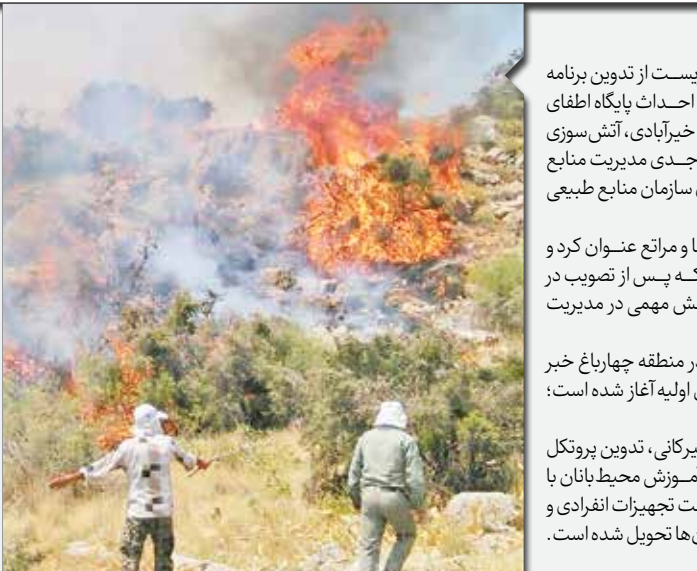 یست از تدوین برنامه
احداث پایگاه اطفای
خیرآبادی، آتش‌سوزی
جدی مدیریت منابع
سازمان منابع طبیعی
و مراتع عنوان کرد و
که پس از تصویب در
مهمی در مدیریت
در منطقه چهارباغ خبر
اولیه آغاز شده است؛
یرکانی، تدوین پروتکل
موزش محیط‌بانان با
ت تجهیزات انفرادی و
ن‌ها تحویل شده است.